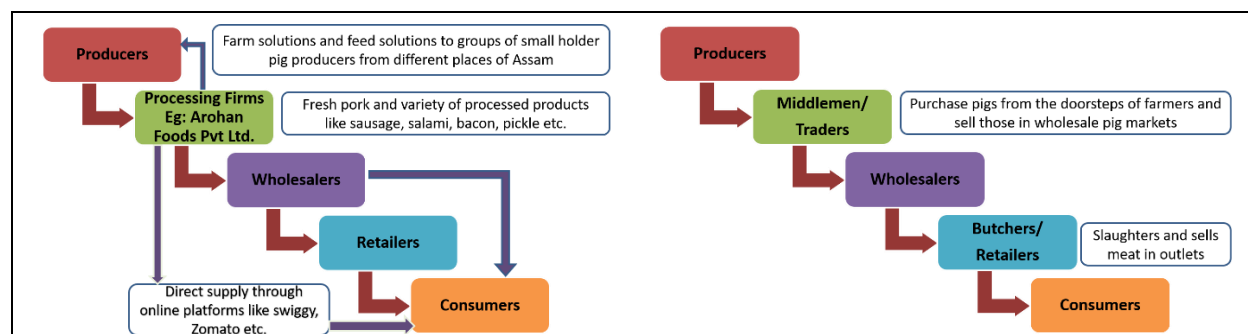 Producers
Farm solutions and feed solutions to groups of small holder
pig producers from different places of Assam
Processing Firms
Eg: Arohan
Foods Pvt Ltd.
Fresh pork and variety of processed products
like sausage, salami, bacon, pickle etc.
Wholesalers
Retailers
Direct supply through
online platforms like swiggy,
Zomato etc.
Consumers
Producers
Middlemen/
Traders
Purchase pigs from the doorsteps of farmers and
sell those in wholesale pig markets
Wholesalers
Butchers/
Retailers
Slaughters and sells
meat in outlets
Consumers